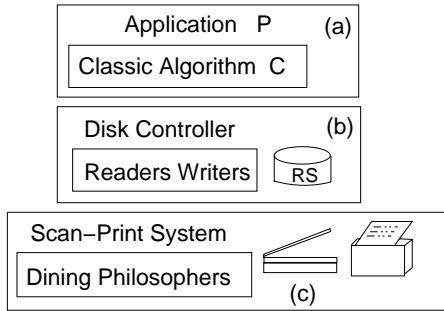 Application P (a)
Classic Algorithm C
Disk Controller (b)
Readers Writers RS
Scan−Print System
Dining Philosophers
(c)